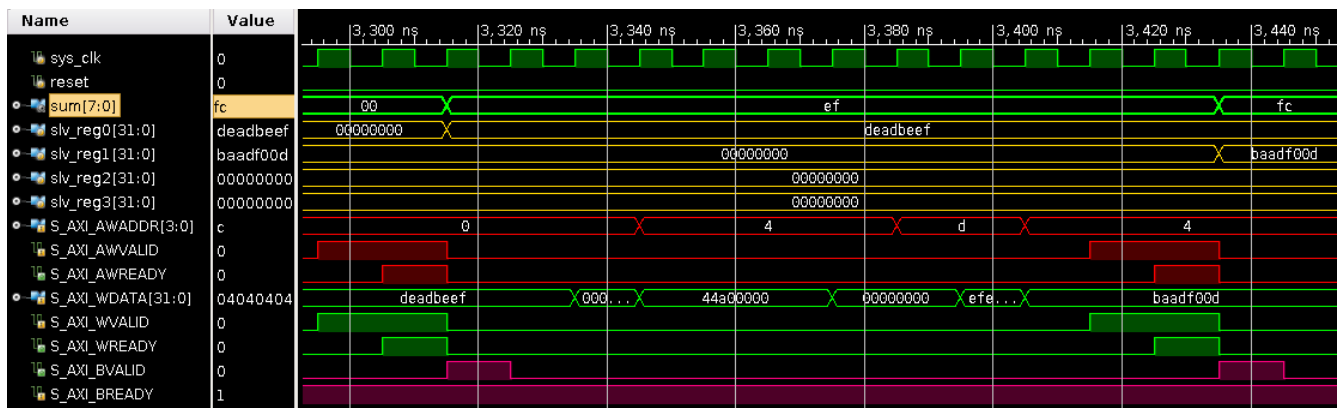 Name Value 3,300 ns 3,320 ns 3,340 ns 3,360 ns 3,380 ns 3,400 ns 3,420 ns 3,440 ns
sys_clk 0
reset 0
sum[7:0] fc 00 ef fc
slv_reg0[31:0] deadbeef 00000000 deadbeef
slv_reg1[31:0] baadf00d 00000000 baadf00d
slv_reg2[31:0] 00000000 00000000
slv_reg3[31:0] 00000000 00000000
S_AXI_AWADDR[3:0] c 0 4 d 4
S_AXI_AWVALID 0
S_AXI_AWREADY 0
S_AXI_WDATA[31:0] 04040404 deadbeef 000... 44a00000 00000000 efe... baadf00d
S_AXI_WVALID 0
S_AXI_WREADY 0
S_AXI_BVALID 0
S_AXI_BREADY 1